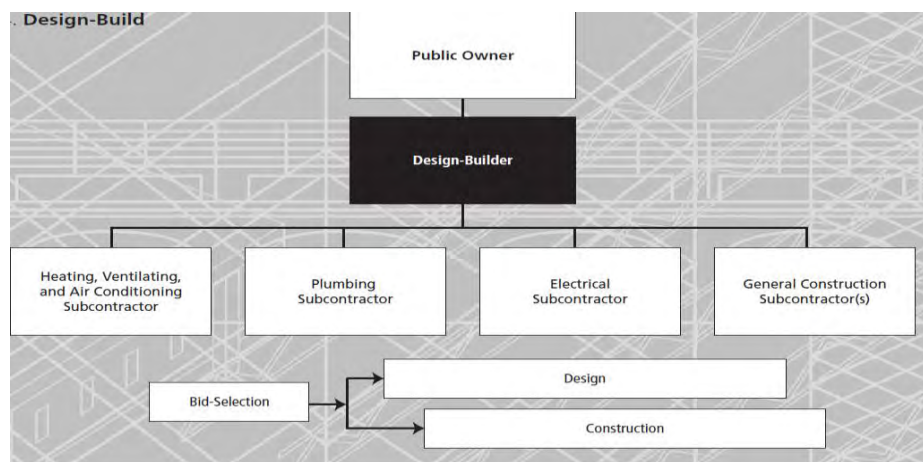 . Design-Build
Public Owner
Design-Builder
Heating, Ventilating,
and Air Conditioning
Subcontractor
Plumbing
Subcontractor
Electrical
Subcontractor
General Construction
Subcontractor(s)
Bid-Selection
Design
Construction